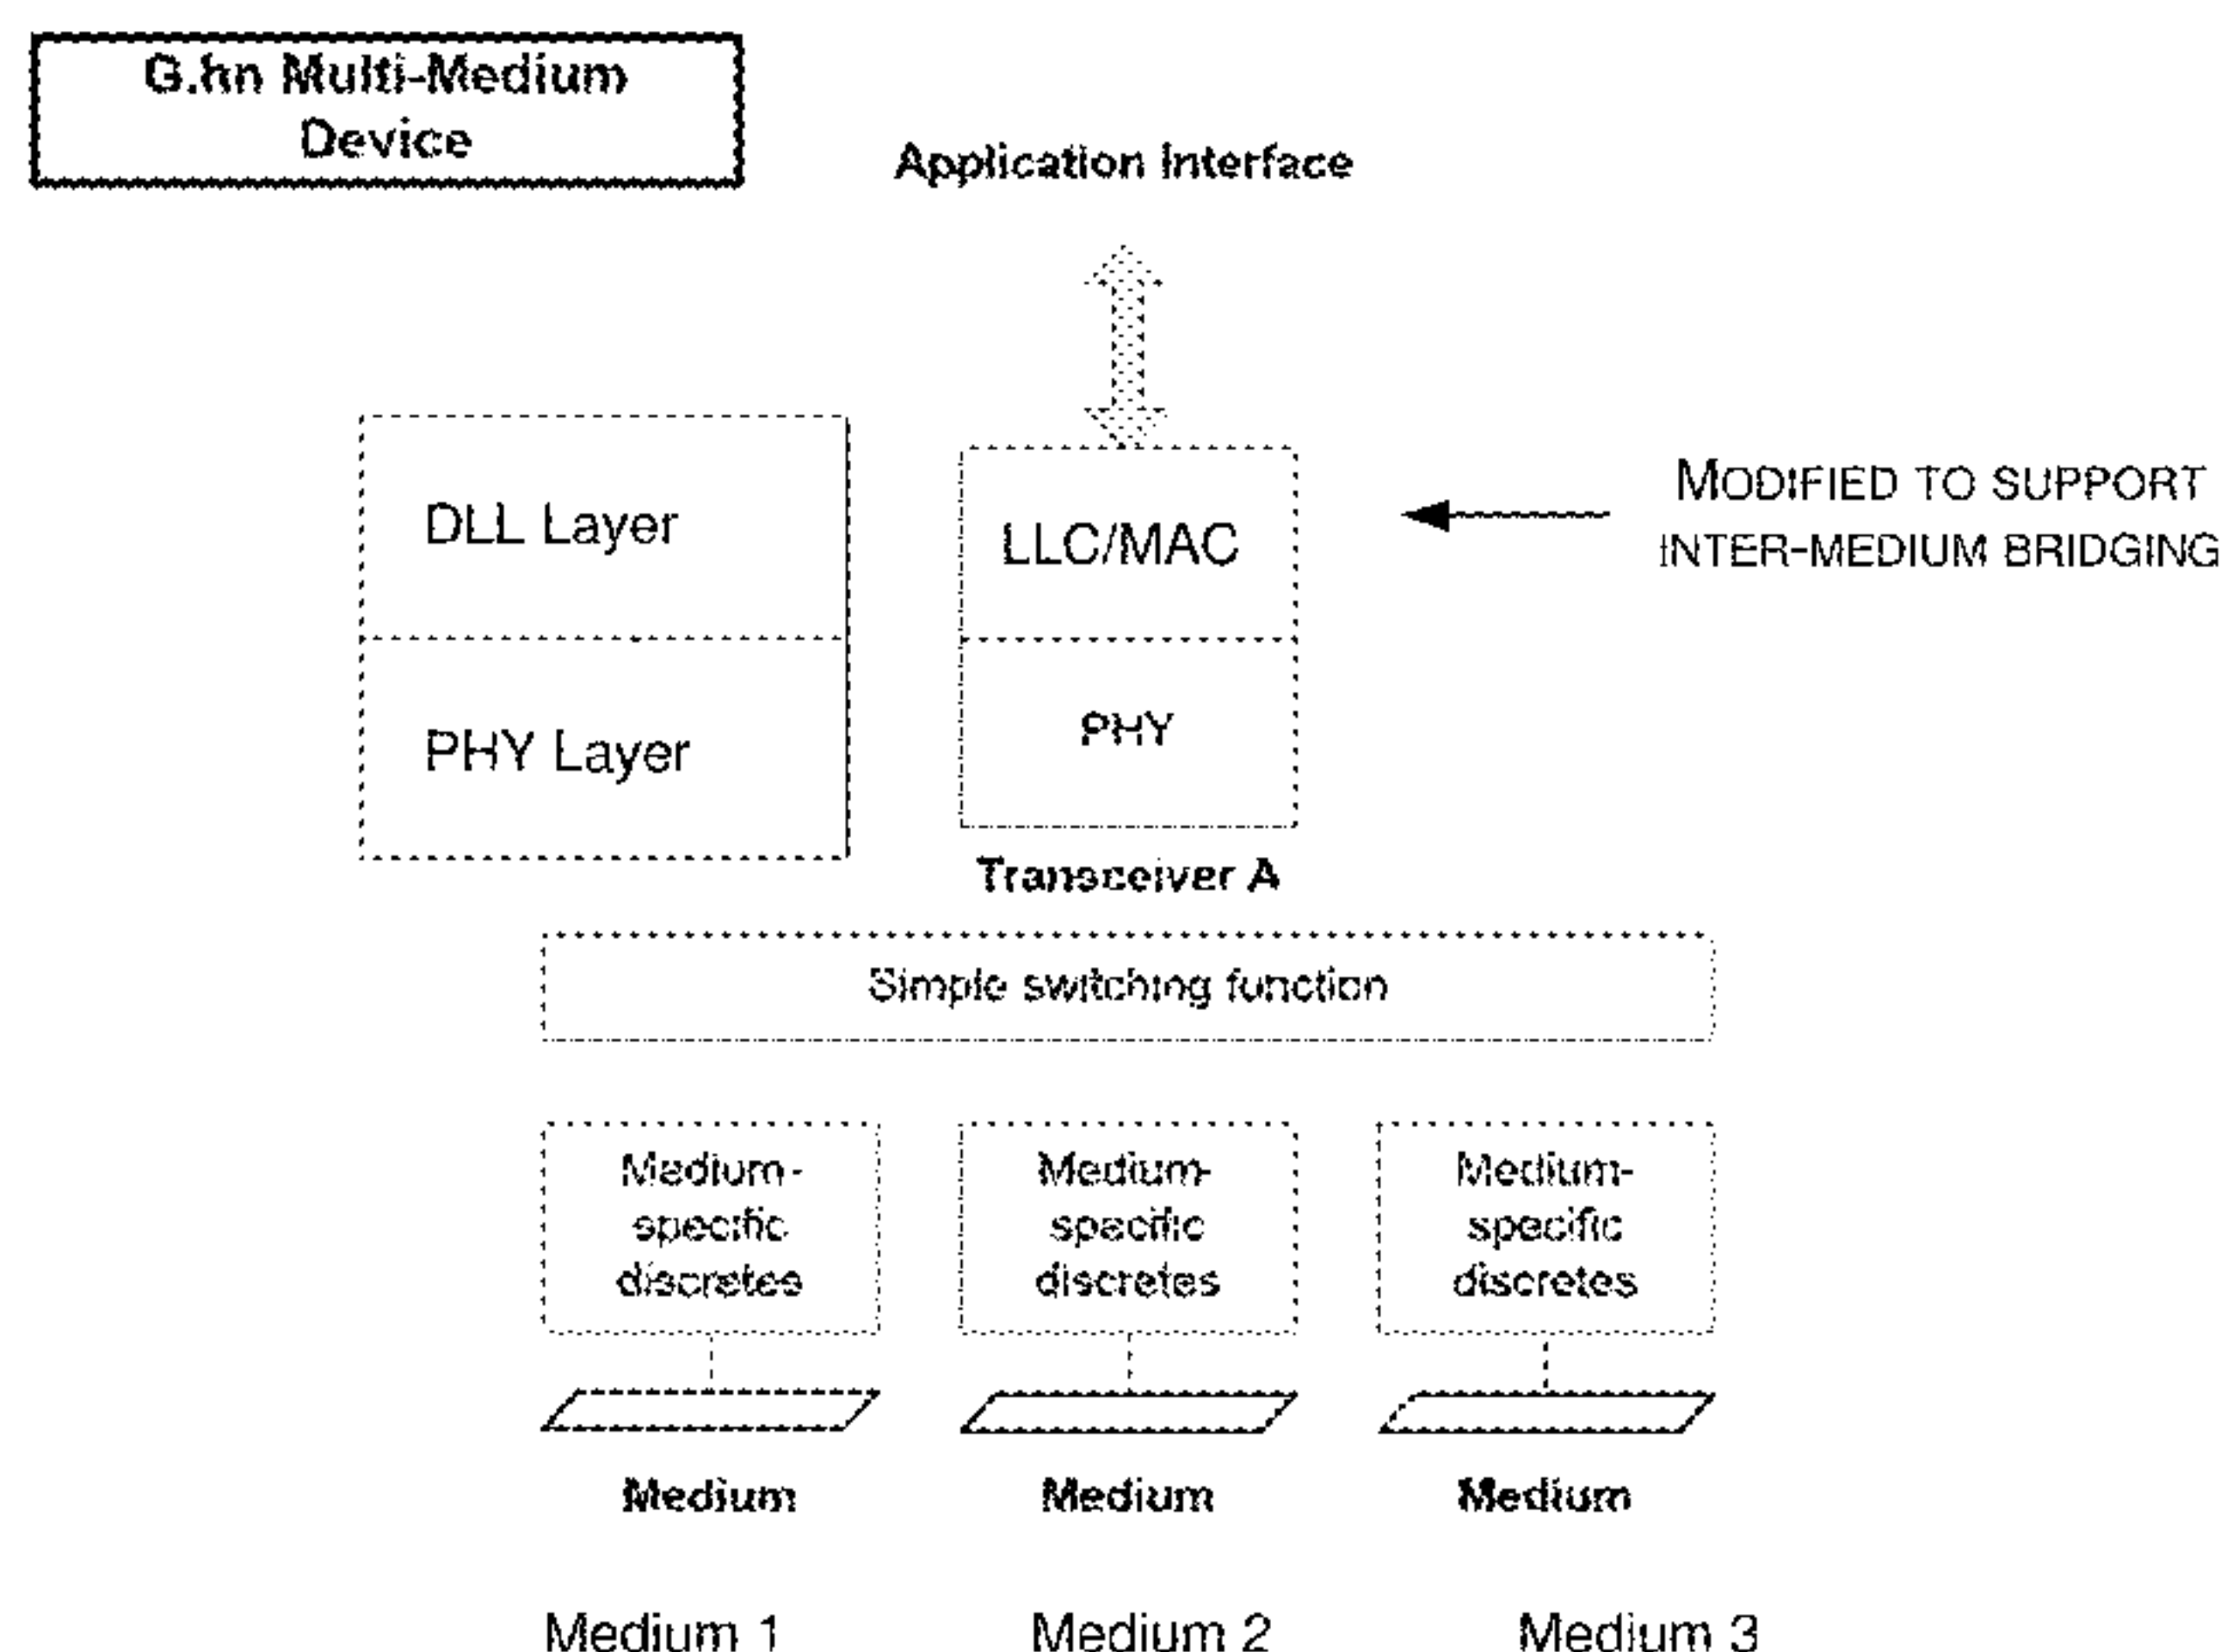 G.hn Multi-Medium
Device
Application Interface
DLL Layer
LLC/MAC
MODIFIED TO SUPPORT
INTER-MEDIUM BRIDGING
PHY Layer
PHY
Transceiver A
Simple switching function
Medium-
specific
discretes
Medium-
specific
discretes
Medium-
specific
discretes
Medium
Medium
Medium
Medium 1
Medium 2
Medium 3